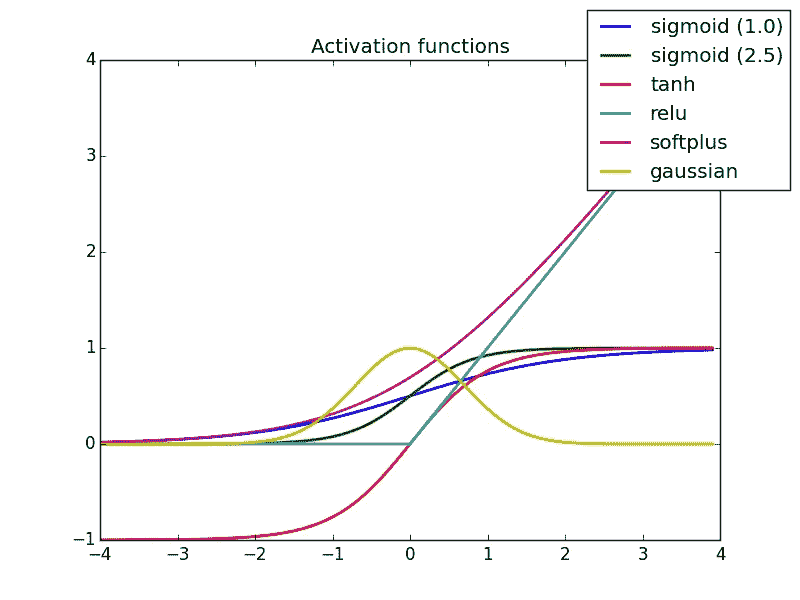 Activation functions
sigmoid (1.0)
sigmoid (2.5)
tanh
relu
softplus
gaussian
4
3
2
1
0
−1
−4 −3 −2 −1 0 1 2 3 4